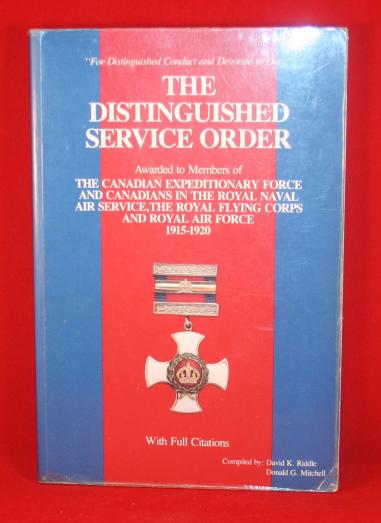 "For Distinguished Conduct and Devotion to Duty"
THE
DISTINGUISHED
SERVICE ORDER
Awarded to Members of
THE CANADIAN EXPEDITIONARY FORCE
AND CANADIANS IN THE ROYAL NAVAL
AIR SERVICE, THE ROYAL FLYING CORPS
AND ROYAL AIR FORCE
1915-1920
With Full Citations
Compiled by: David K. Riddle
Donald G. Mitchell